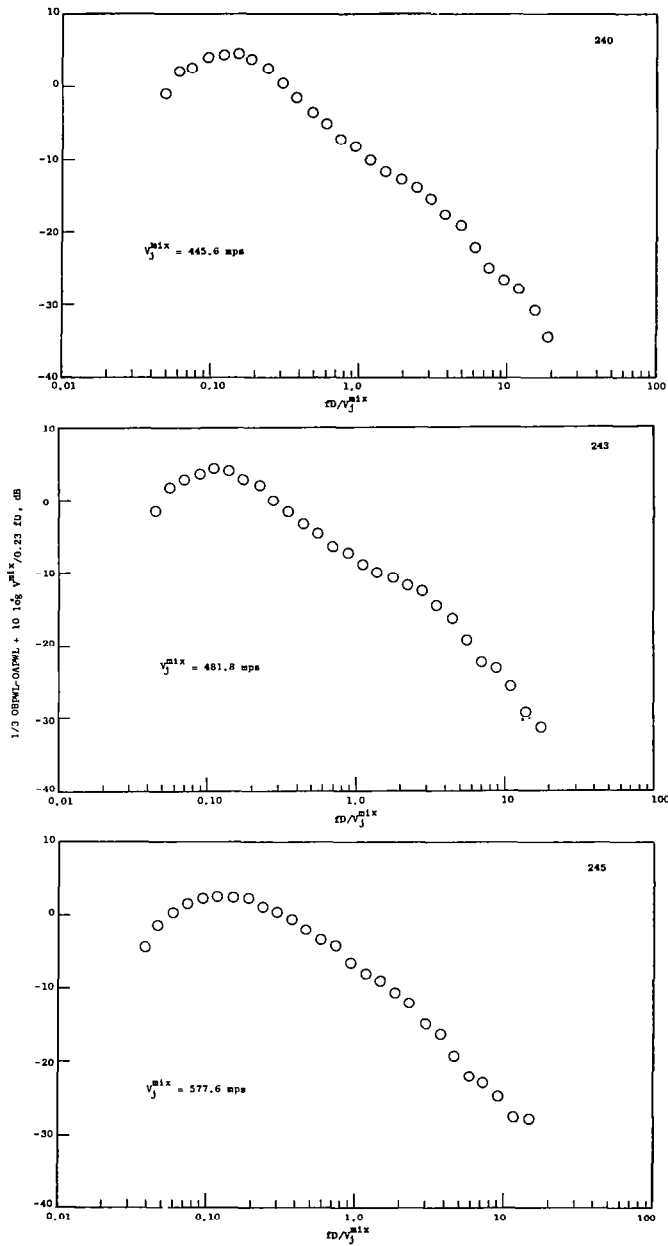 10
0
-10
-20
-30
-40
240
V_j^mix = 445.6 mps
0.01 0.10 1.0 10 100
fD/V_j^mix
1/3 OBPWL-OAPWL + 10 log V^mix/0.23 fD, dB
10
0
-10
-20
-30
-40
243
V_j^mix = 481.8 mps
0.01 0.10 1.0 10 100
fD/V_j^mix
10
0
-10
-20
-30
-40
245
V_j^mix = 577.6 mps
0.01 0.10 1.0 10 100
fD/V_j^mix